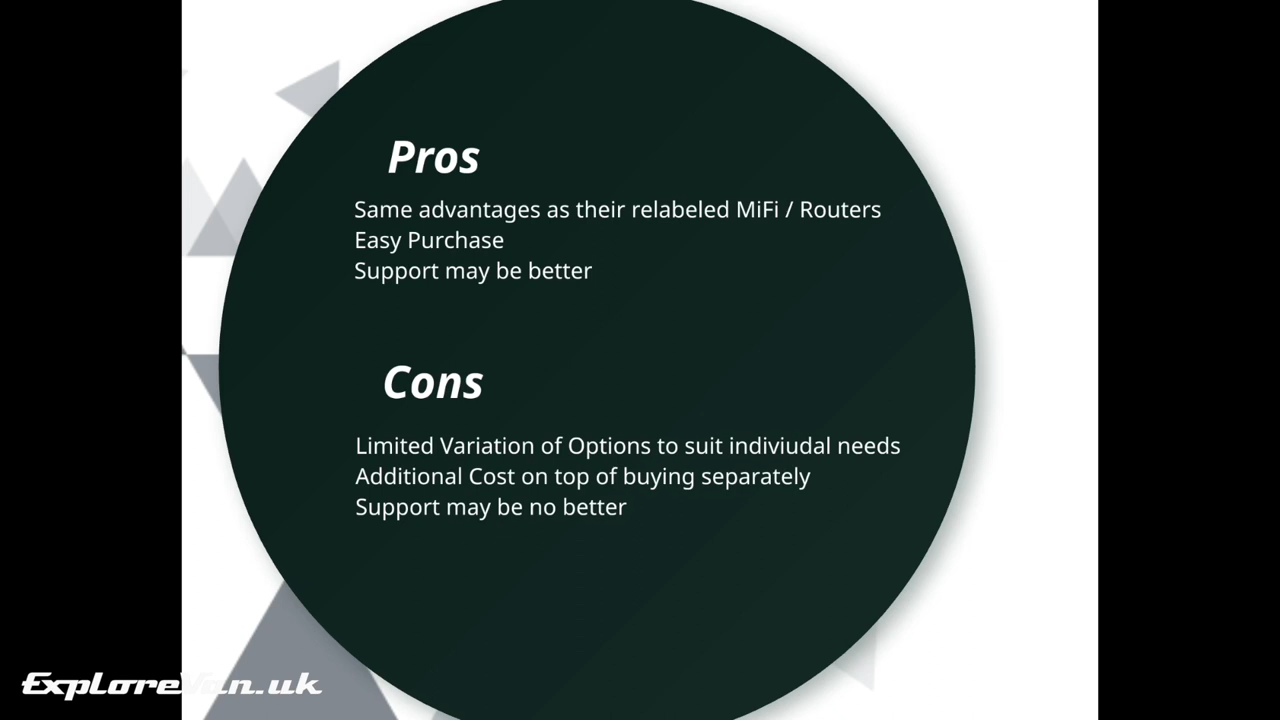 Pros
Same advantages as their relabeled MiFi / Routers
Easy Purchase
Support may be better
Cons
Limited Variation of Options to suit indiviudal needs
Additional Cost on top of buying separately
Support may be no better
ExploreVan.uk